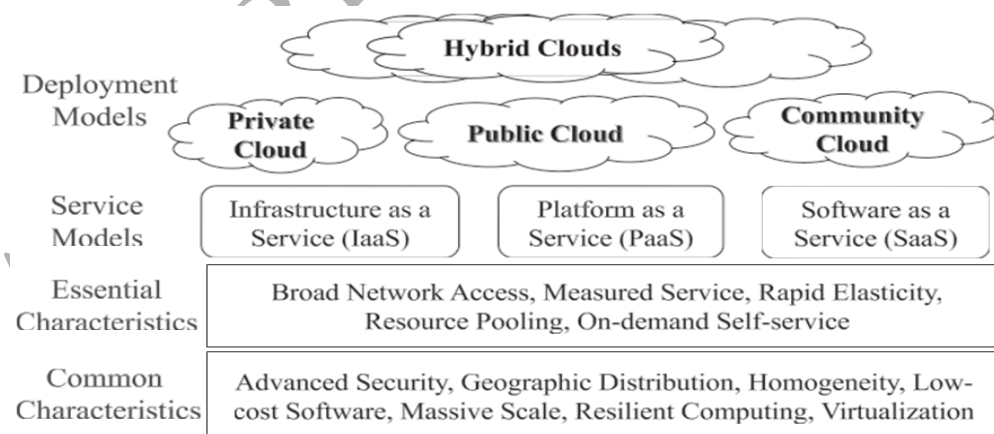 Hybrid Clouds
Deployment
Models
Private
Cloud
Public Cloud
Community
Cloud
Service
Models
Infrastructure as a
Service (IaaS)
Platform as a
Service (PaaS)
Software as a
Service (SaaS)
Essential
Characteristics
Broad Network Access, Measured Service, Rapid Elasticity,
Resource Pooling, On-demand Self-service
Common
Characteristics
Advanced Security, Geographic Distribution, Homogeneity, Low-
cost Software, Massive Scale, Resilient Computing, Virtualization